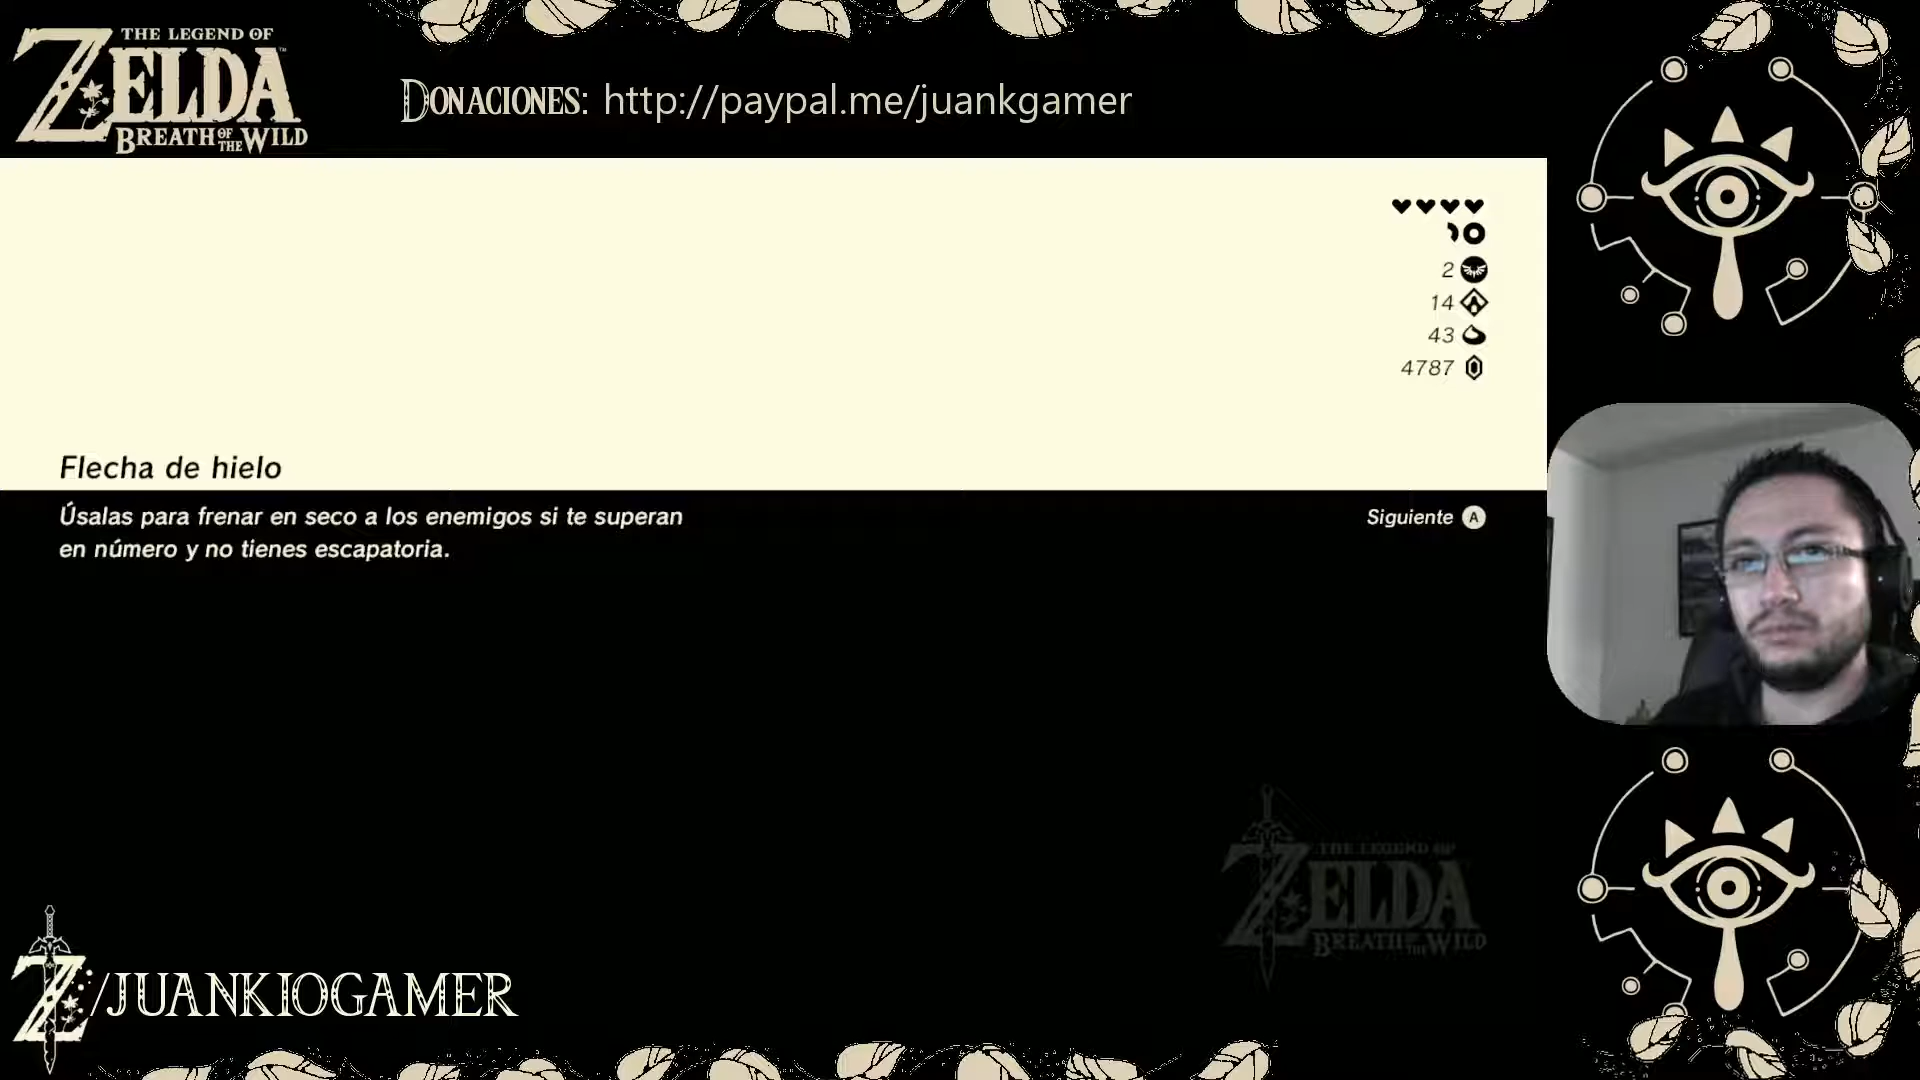 THE LEGEND OF
ZELDA
BREATH OF THE WILD
DONACIONES: http://paypal.me/juankgamer
2
14
43
4787
Flecha de hielo
Úsalas para frenar en seco a los enemigos si te superan
en número y no tienes escapatoria.
Siguiente A
THE LEGEND OF
ZELDA
BREATH OF THE WILD
Z/JUANKIOGAMER